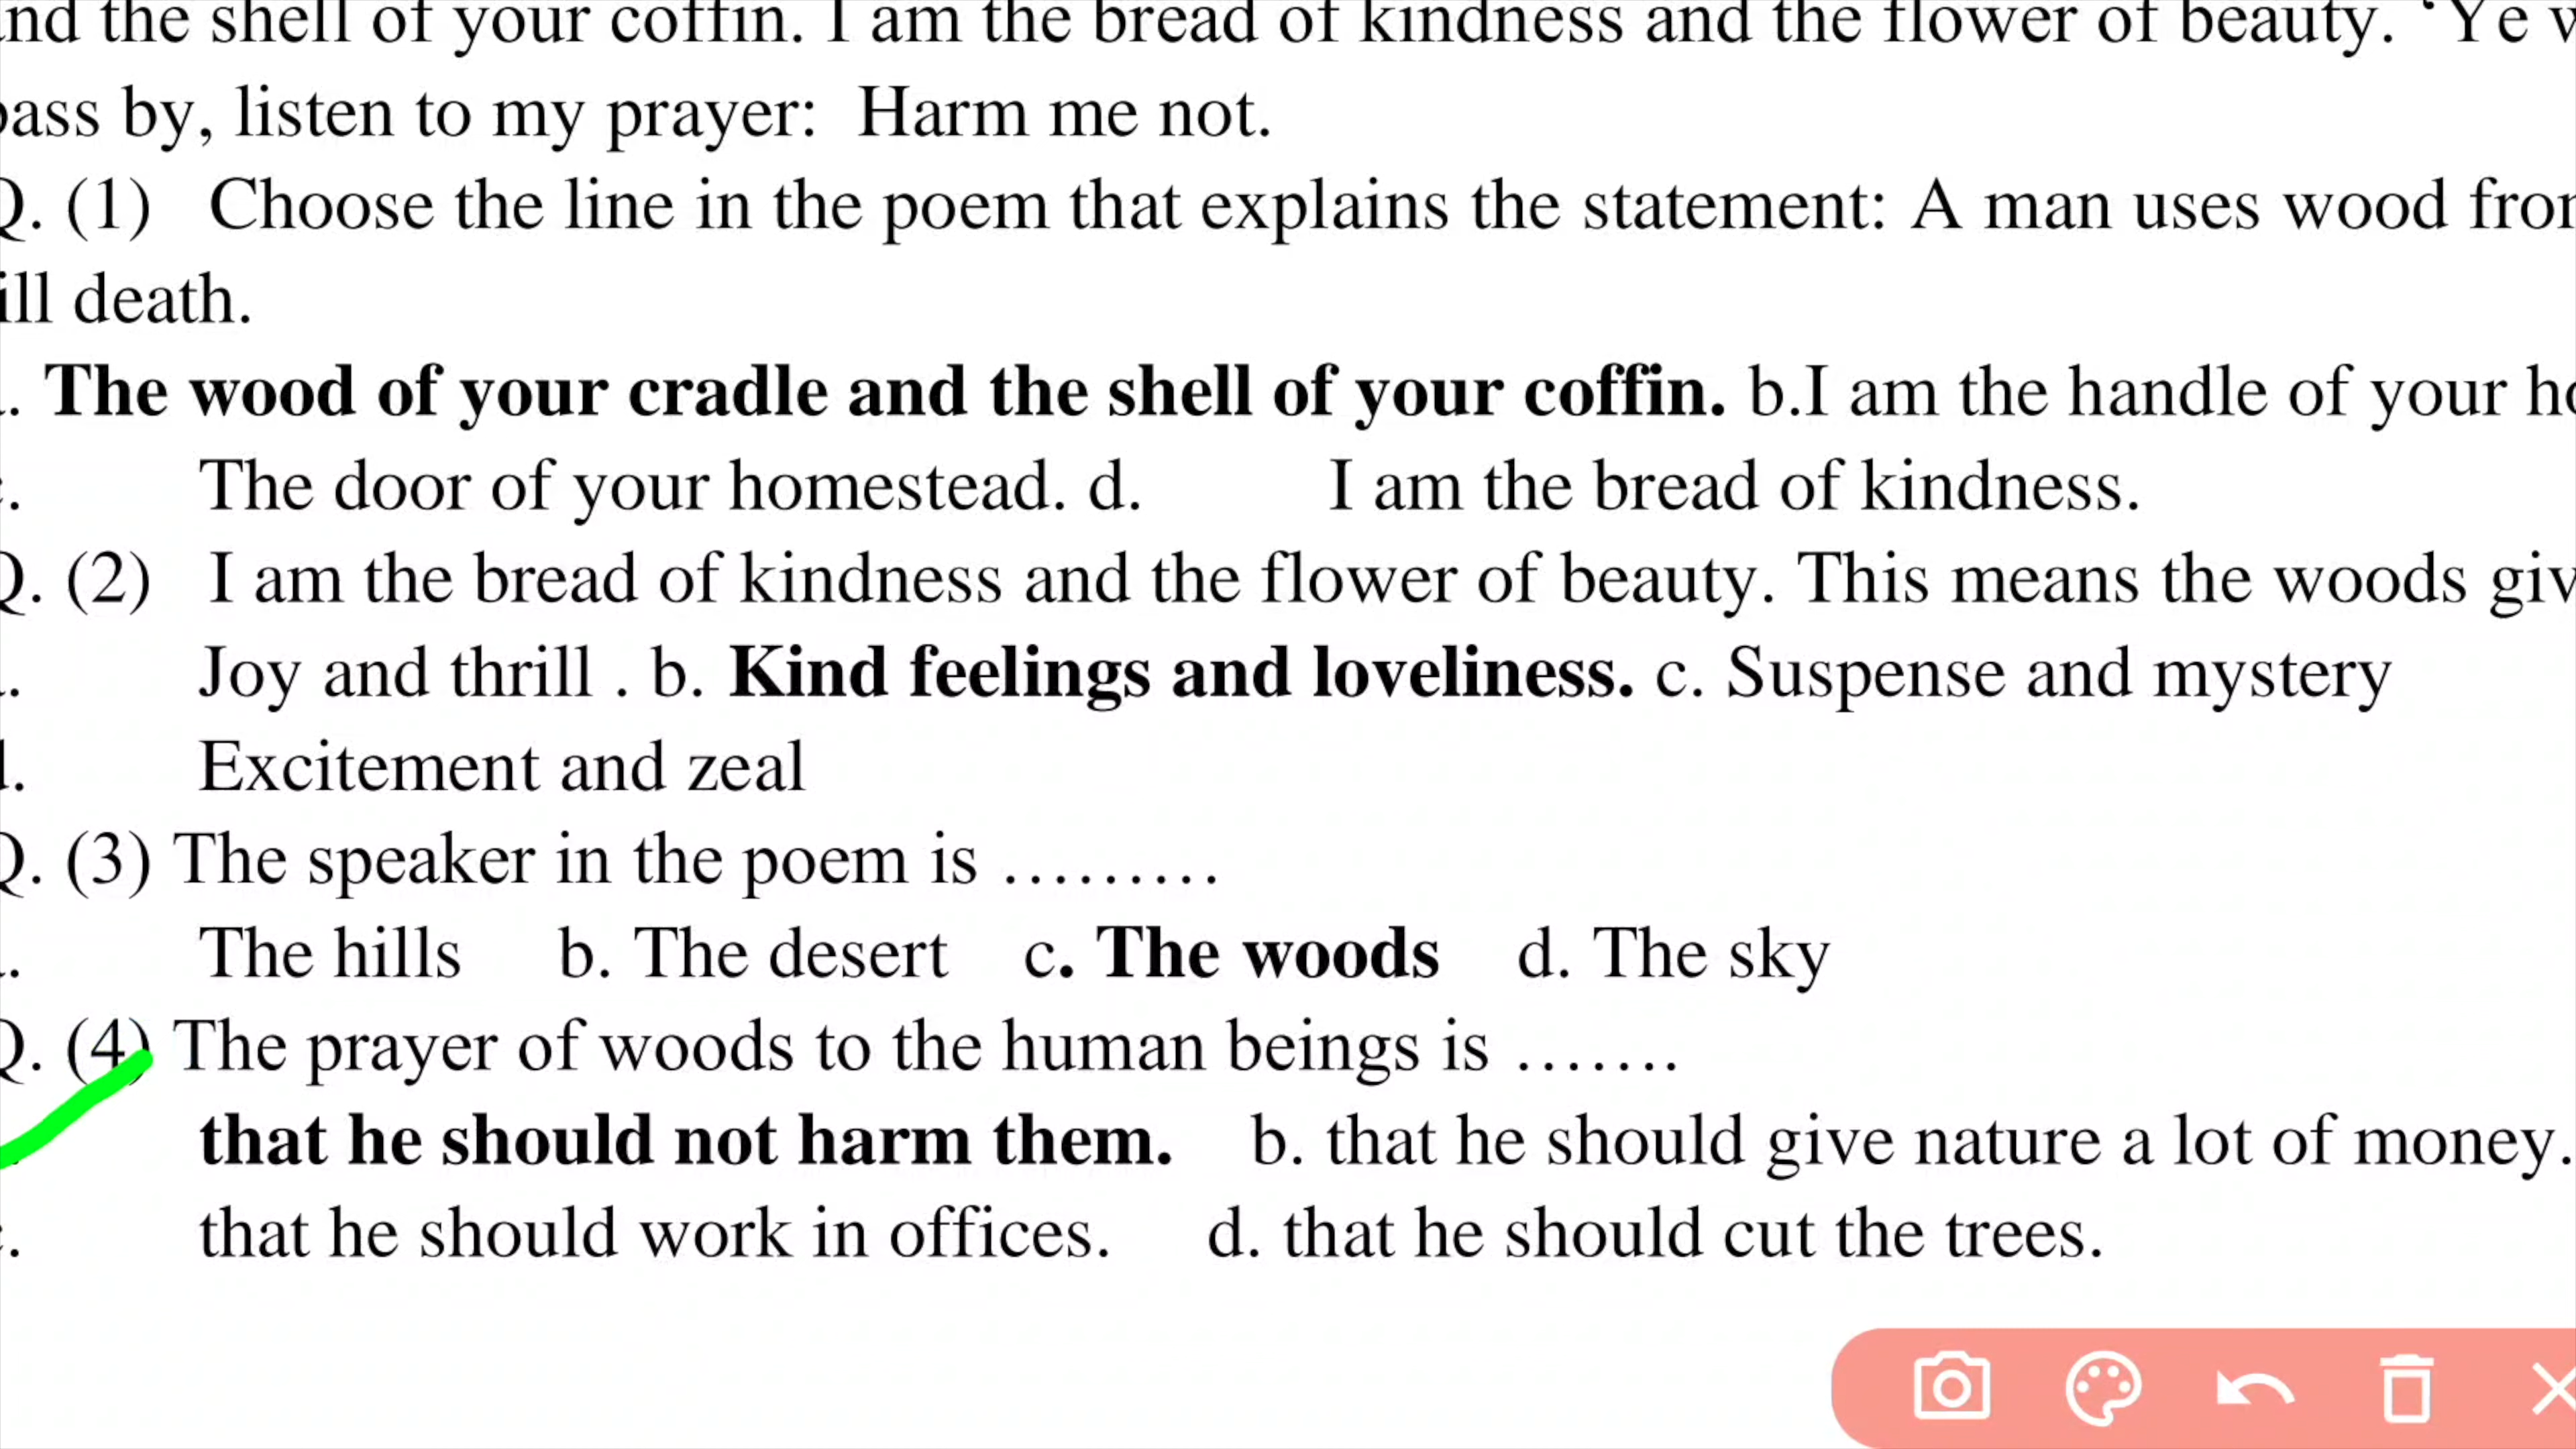 nd the shell of your coffin. I am the bread of kindness and the flower of beauty. 'Ye
pass by, listen to my prayer: Harm me not.
Q. (1) Choose the line in the poem that explains the statement: A man uses wood from
till death.
. The wood of your cradle and the shell of your coffin. b.I am the handle of your
. The door of your homestead. d. I am the bread of kindness.
Q. (2) I am the bread of kindness and the flower of beauty. This means the woods giv
. Joy and thrill . b. Kind feelings and loveliness. c. Suspense and mystery
d. Excitement and zeal
Q. (3) The speaker in the poem is .........
. The hills b. The desert c. The woods d. The sky
Q. (4) The prayer of woods to the human beings is .......
that he should not harm them. b. that he should give nature a lot of money.
. that he should work in offices. d. that he should cut the trees.